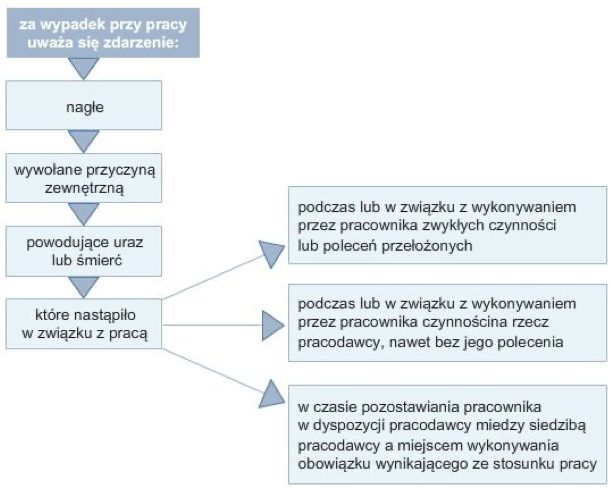 za wypadek przy pracy
uważa się zdarzenie:
nagłe
wywołane przyczyną
zewnętrzną
powodujące uraz
lub śmierć
które nastąpiło
w związku z pracą
podczas lub w związku z wykonywaniem
przez pracownika zwykłych czynności
lub poleceń przełożonych
podczas lub w związku z wykonywaniem
przez pracownika czynnościna rzecz
pracodawcy, nawet bez jego polecenia
w czasie pozostawiania pracownika
w dyspozycji pracodawcy miedzy siedzibą
pracodawcy a miejscem wykonywania
obowiązku wynikającego ze stosunku pracy